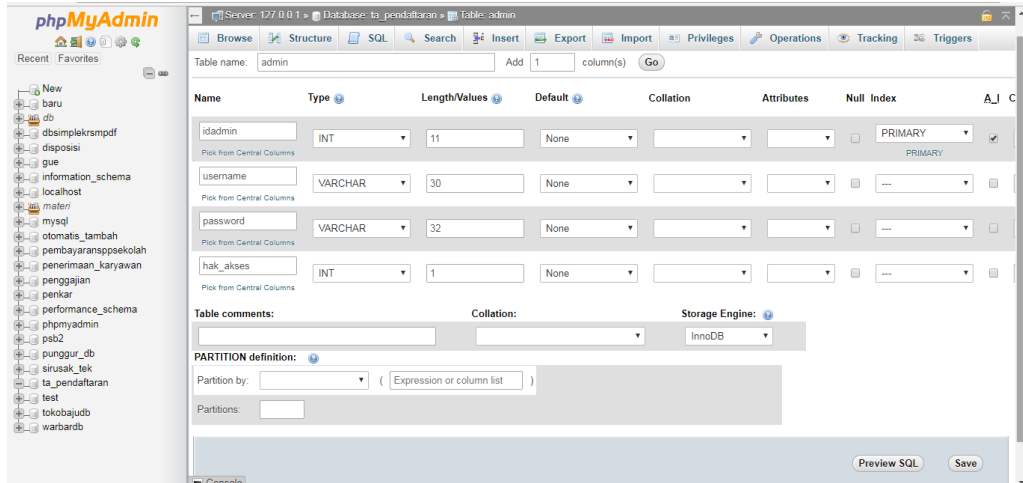 phpMyAdmin
Recent Favorites
New
baru
db
dbsimplekrsmpdf
disposisi
gue
information_schema
localhost
materi
mysql
otomatis_tambah
pembayaransppsekolah
penerimaan_karyawan
penggajian
penkar
performance_schema
phpmyadmin
psb2
punggur_db
sirusak_tek
ta_pendaftaran
test
tokobajudb
warbardb
Server: 127.0.0.1 » Database: ta_pendaftaran » Table: admin
Browse Structure SQL Search Insert Export Import Privileges Operations Tracking Triggers
Table name: admin Add 1 column(s) Go
Name Type Length/Values Default Collation Attributes Null Index A_I C
idadmin INT 11 None PRIMARY
Pick from Central Columns PRIMARY
username VARCHAR 30 None ---
Pick from Central Columns
password VARCHAR 32 None ---
Pick from Central Columns
hak_akses INT 1 None ---
Pick from Central Columns
Table comments: Collation: Storage Engine:
InnoDB
PARTITION definition:
Partition by: ( Expression or column list )
Partitions:
Preview SQL Save
Console